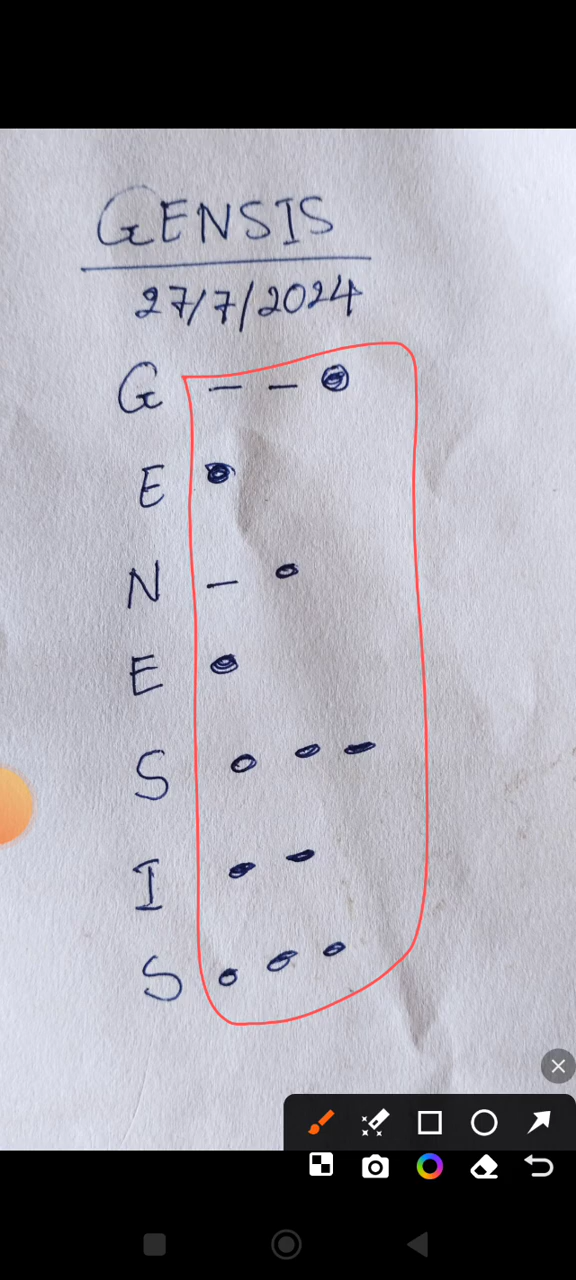 GENSIS
27/7/2024
G — — •
E •
N — •
E •
S • • •
I • •
S • • •